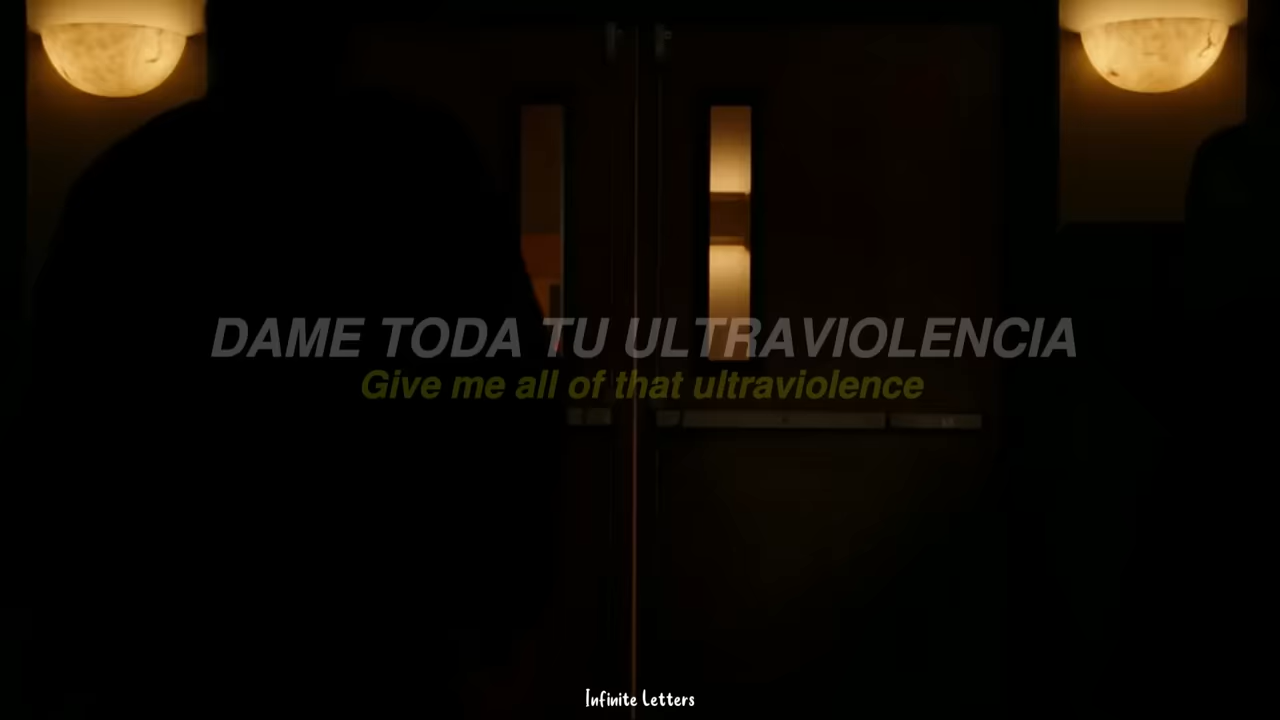 DAME TODA TU ULTRAVIOLENCIA
Give me all of that ultraviolence
Infinite Letters